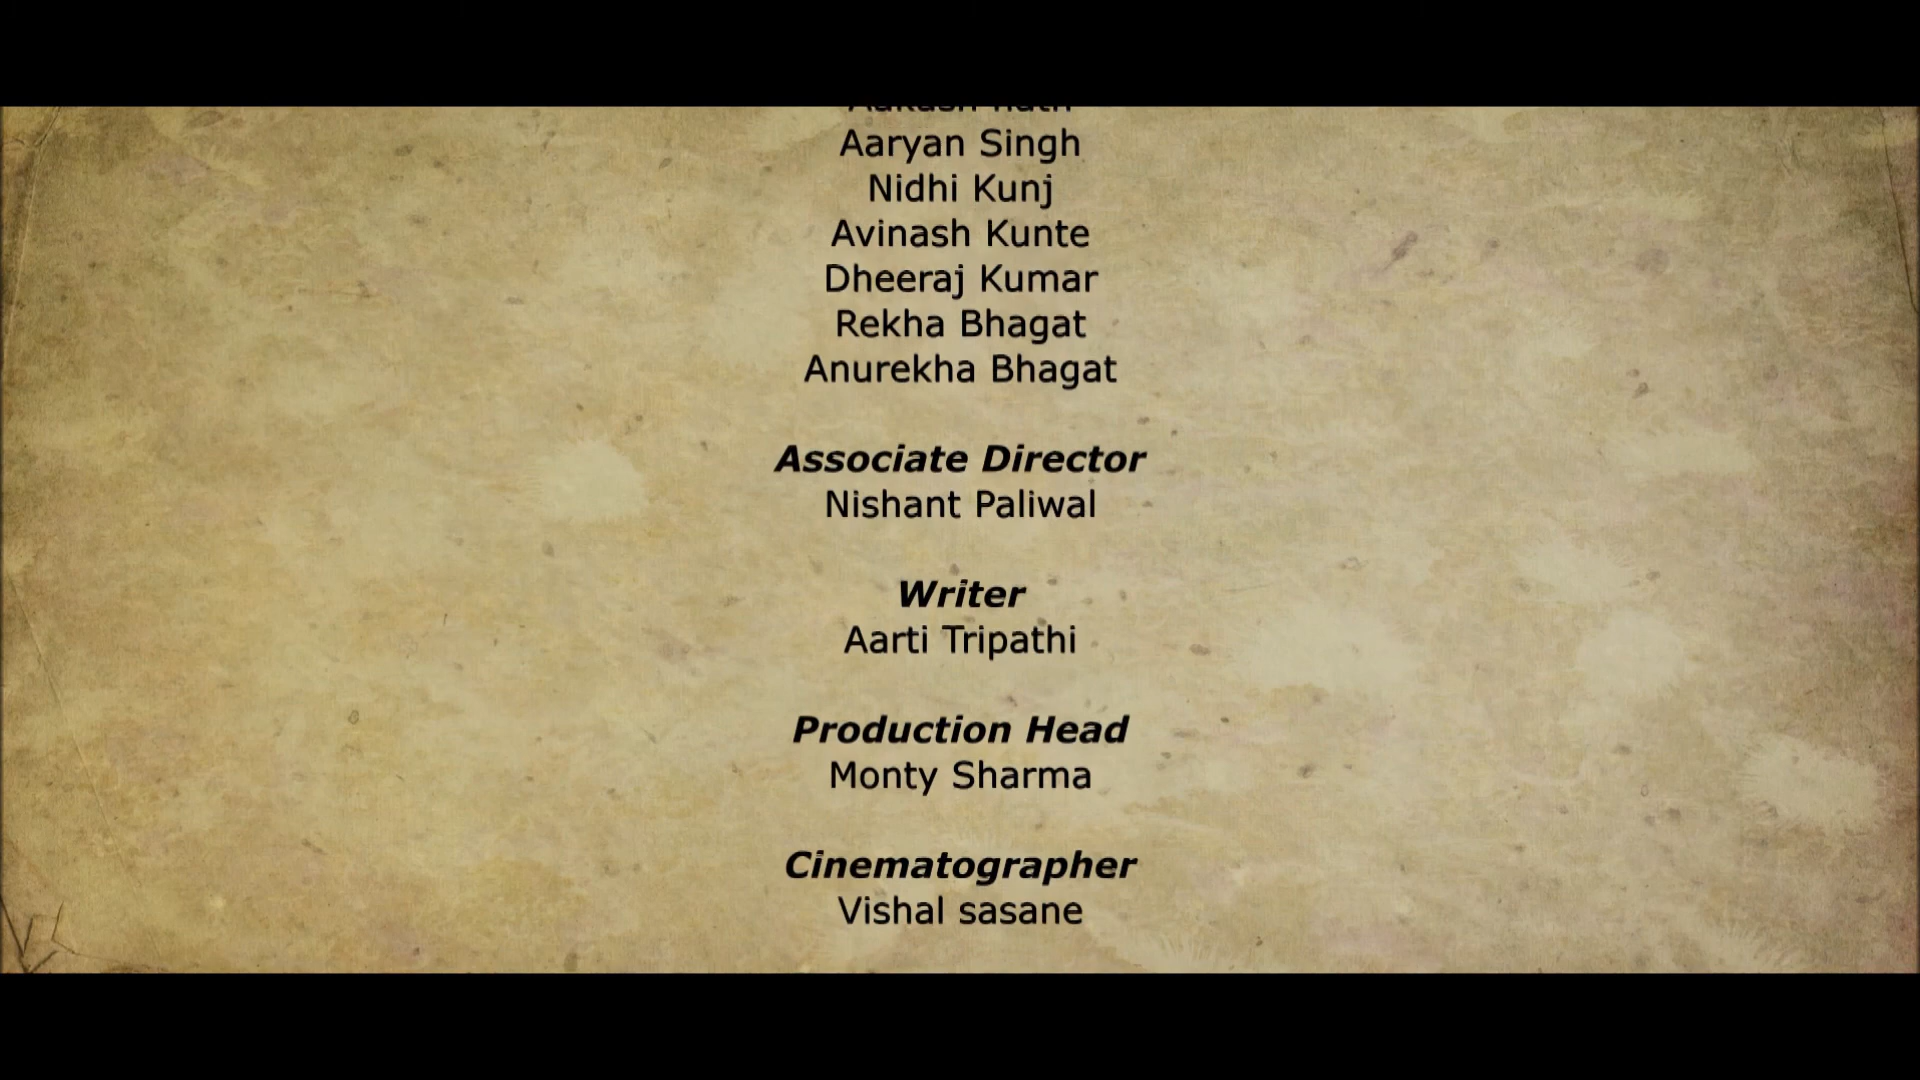 Aaryan Singh
Nidhi Kunj
Avinash Kunte
Dheeraj Kumar
Rekha Bhagat
Anurekha Bhagat
Associate Director
Nishant Paliwal
Writer
Aarti Tripathi
Production Head
Monty Sharma
Cinematographer
Vishal sasane